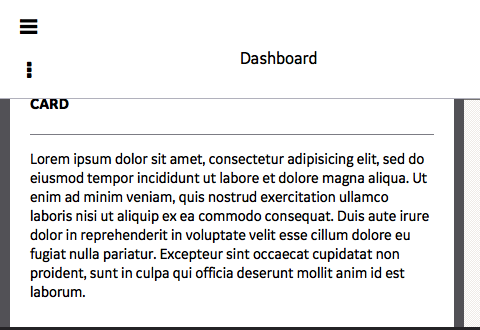 Dashboard
CARD
Lorem ipsum dolor sit amet, consectetur adipisicing elit, sed do
eiusmod tempor incididunt ut labore et dolore magna aliqua. Ut
enim ad minim veniam, quis nostrud exercitation ullamco
laboris nisi ut aliquip ex ea commodo consequat. Duis aute irure
dolor in reprehenderit in voluptate velit esse cillum dolore eu
fugiat nulla pariatur. Excepteur sint occaecat cupidatat non
proident, sunt in culpa qui officia deserunt mollit anim id est
laborum.